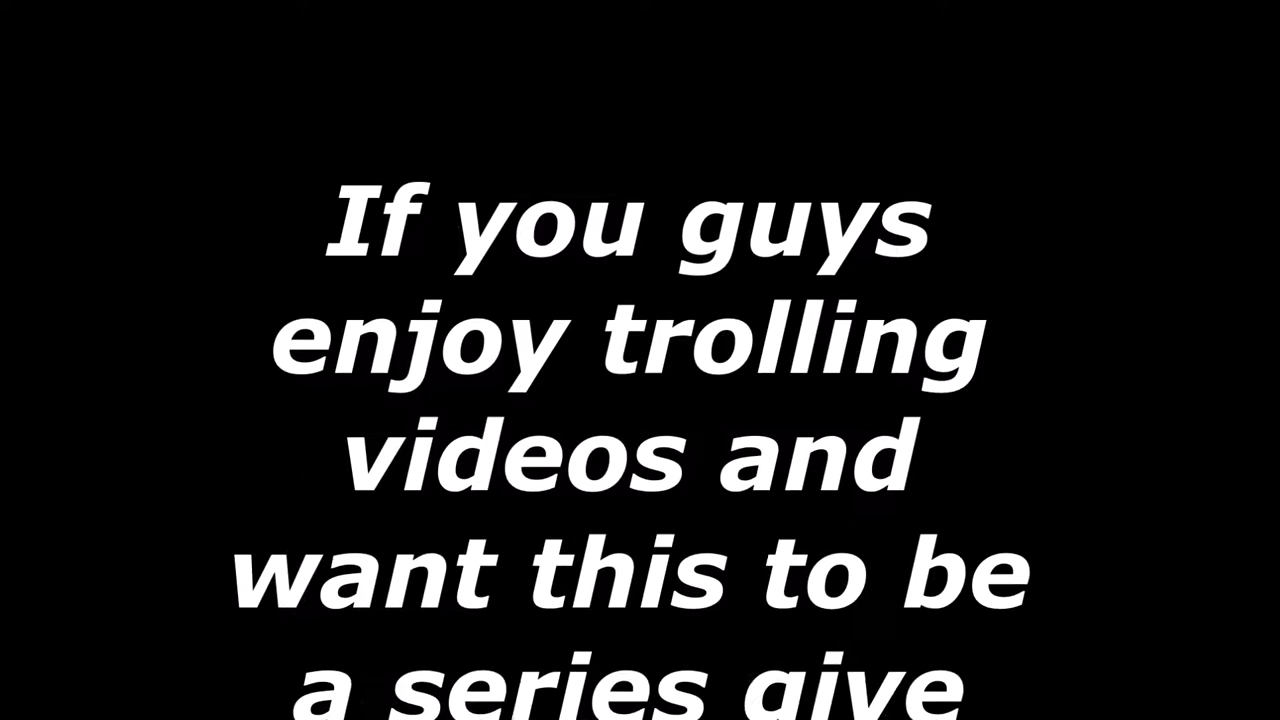 If you guys
enjoy trolling
videos and
want this to be
a series give